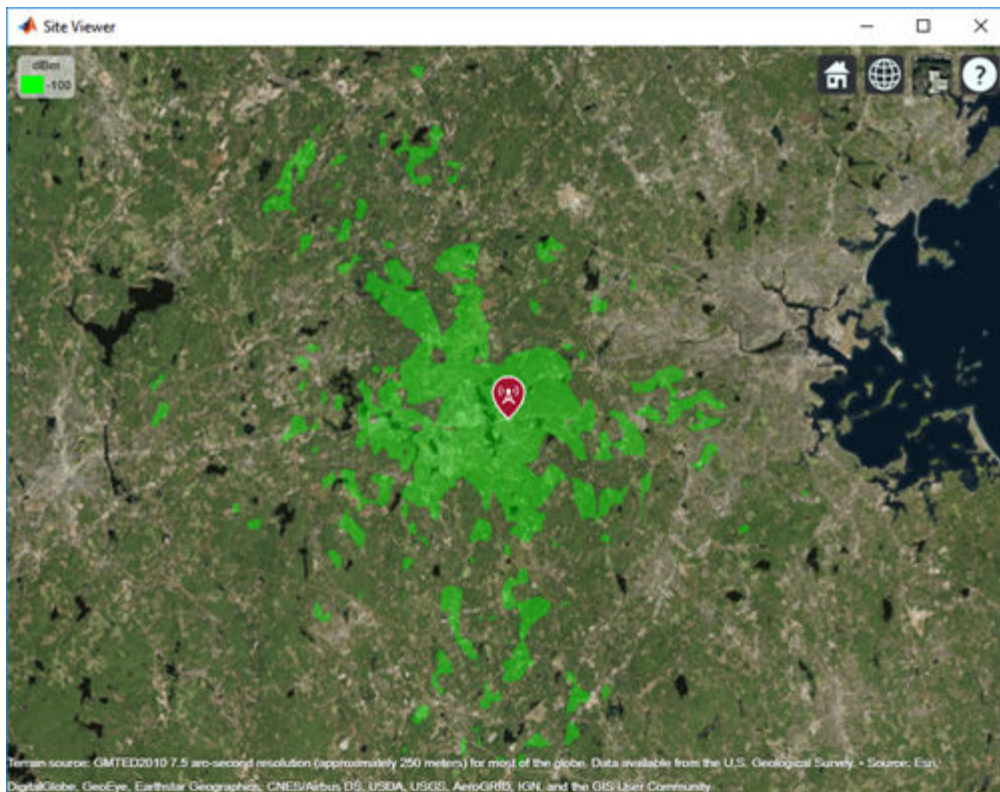 Site Viewer
dBm
-100
?
Terrain source: GMTED2010 7.5 arc-second resolution (approximately 250 meters) for most of the globe. Data available from the U.S. Geological Survey. • Source: Esri,
DigitalGlobe, GeoEye, Earthstar Geographics, CNES/Airbus DS, USDA, USGS, AeroGRID, IGN, and the GIS User Community